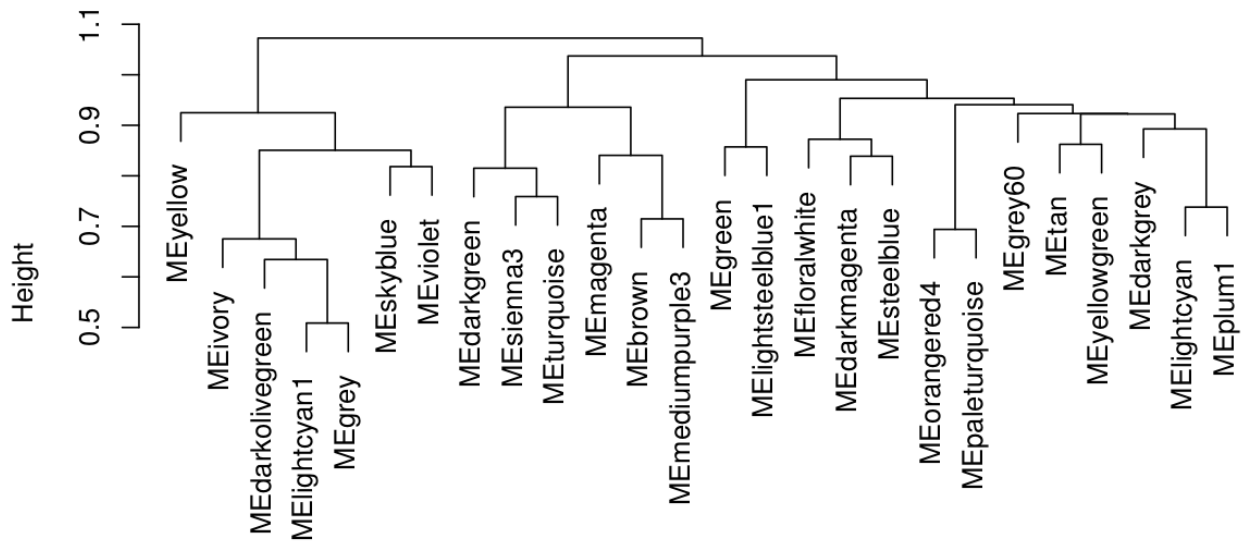 Height
1.1
0.9
0.7
0.5
MEyellow
MEivory
MEdarkolivegreen
MElightcyan1
MEgrey
MEskyblue
MEviolet
MEdarkgreen
MEsienna3
MEturquoise
MEmagenta
MEbrown
MEmediumpurple3
MEgreen
MElightsteelblue1
MEfloralwhite
MEdarkmagenta
MEsteelblue
MEorangered4
MEpaleturquoise
MEgrey60
MEtan
MEyellowgreen
MEdarkgrey
MElightcyan
MEplum1